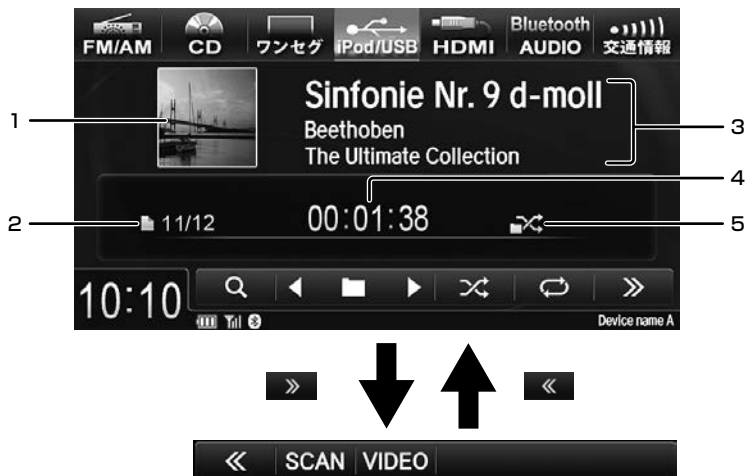 FM/AM CD ワンセグ iPod/USB HDMI Bluetooth AUDIO 交通情報
1
Sinfonie Nr. 9 d-moll
Beethoben
The Ultimate Collection
3
4
2
11/12
00:01:38
5
10:10
Device name A
SCAN VIDEO